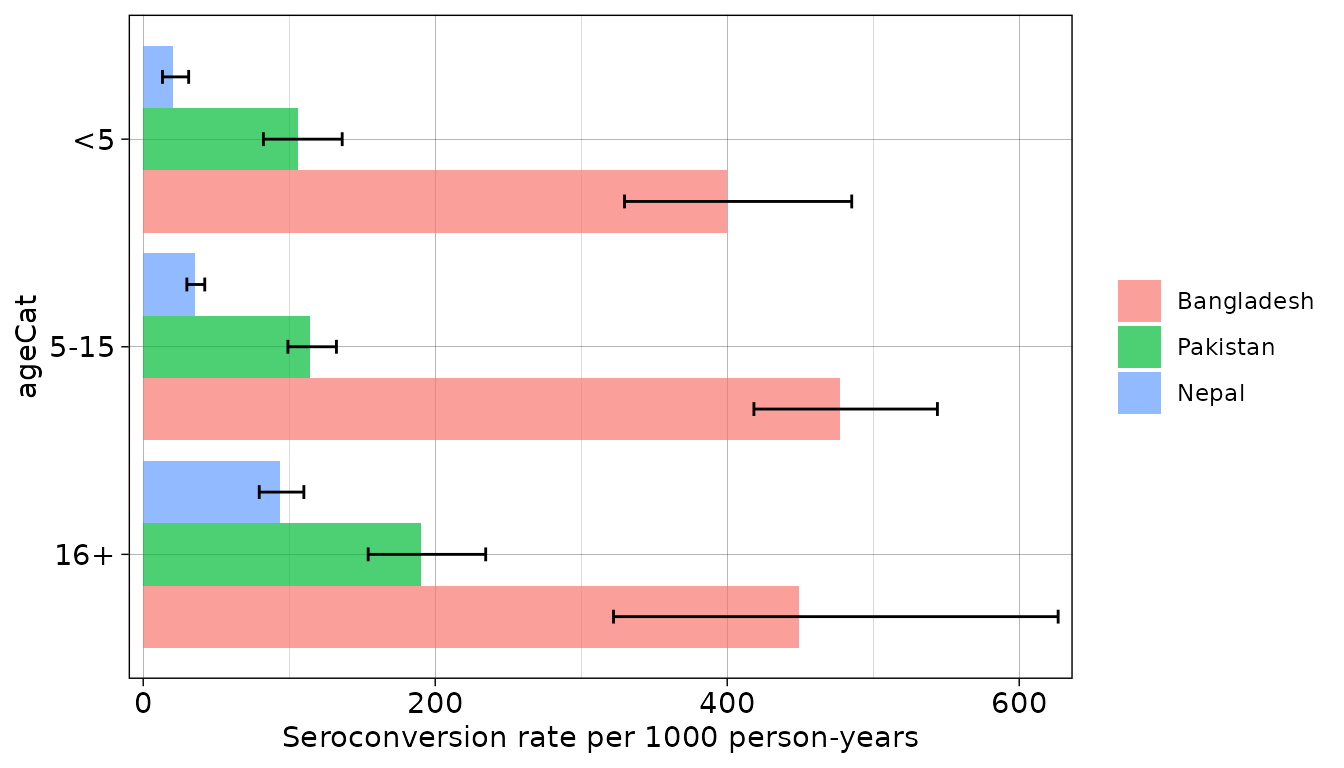 ageCat
<5
5-15
16+
0 200 400 600
Seroconversion rate per 1000 person-years
Bangladesh
Pakistan
Nepal